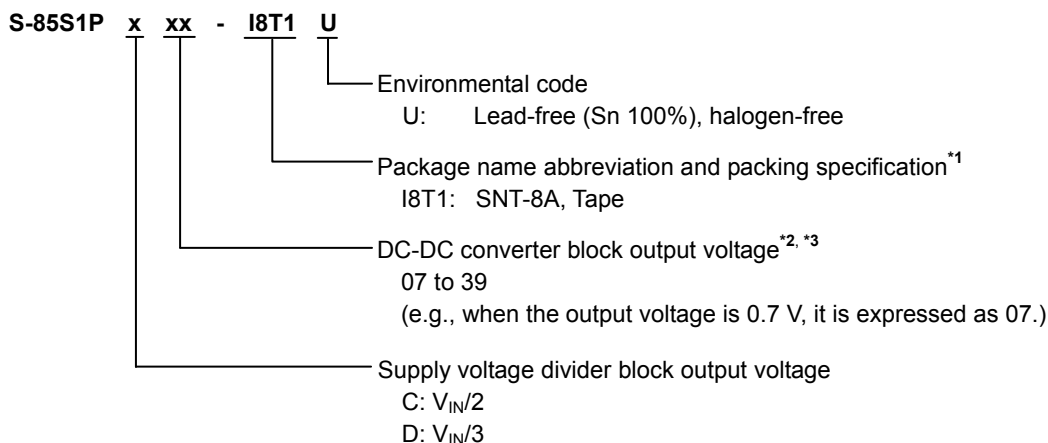 S-85S1P x xx - I8T1 U
Environmental code
U: Lead-free (Sn 100%), halogen-free
Package name abbreviation and packing specification*1
I8T1: SNT-8A, Tape
DC-DC converter block output voltage*2, *3
07 to 39
(e.g., when the output voltage is 0.7 V, it is expressed as 07.)
Supply voltage divider block output voltage
C: VIN/2
D: VIN/3